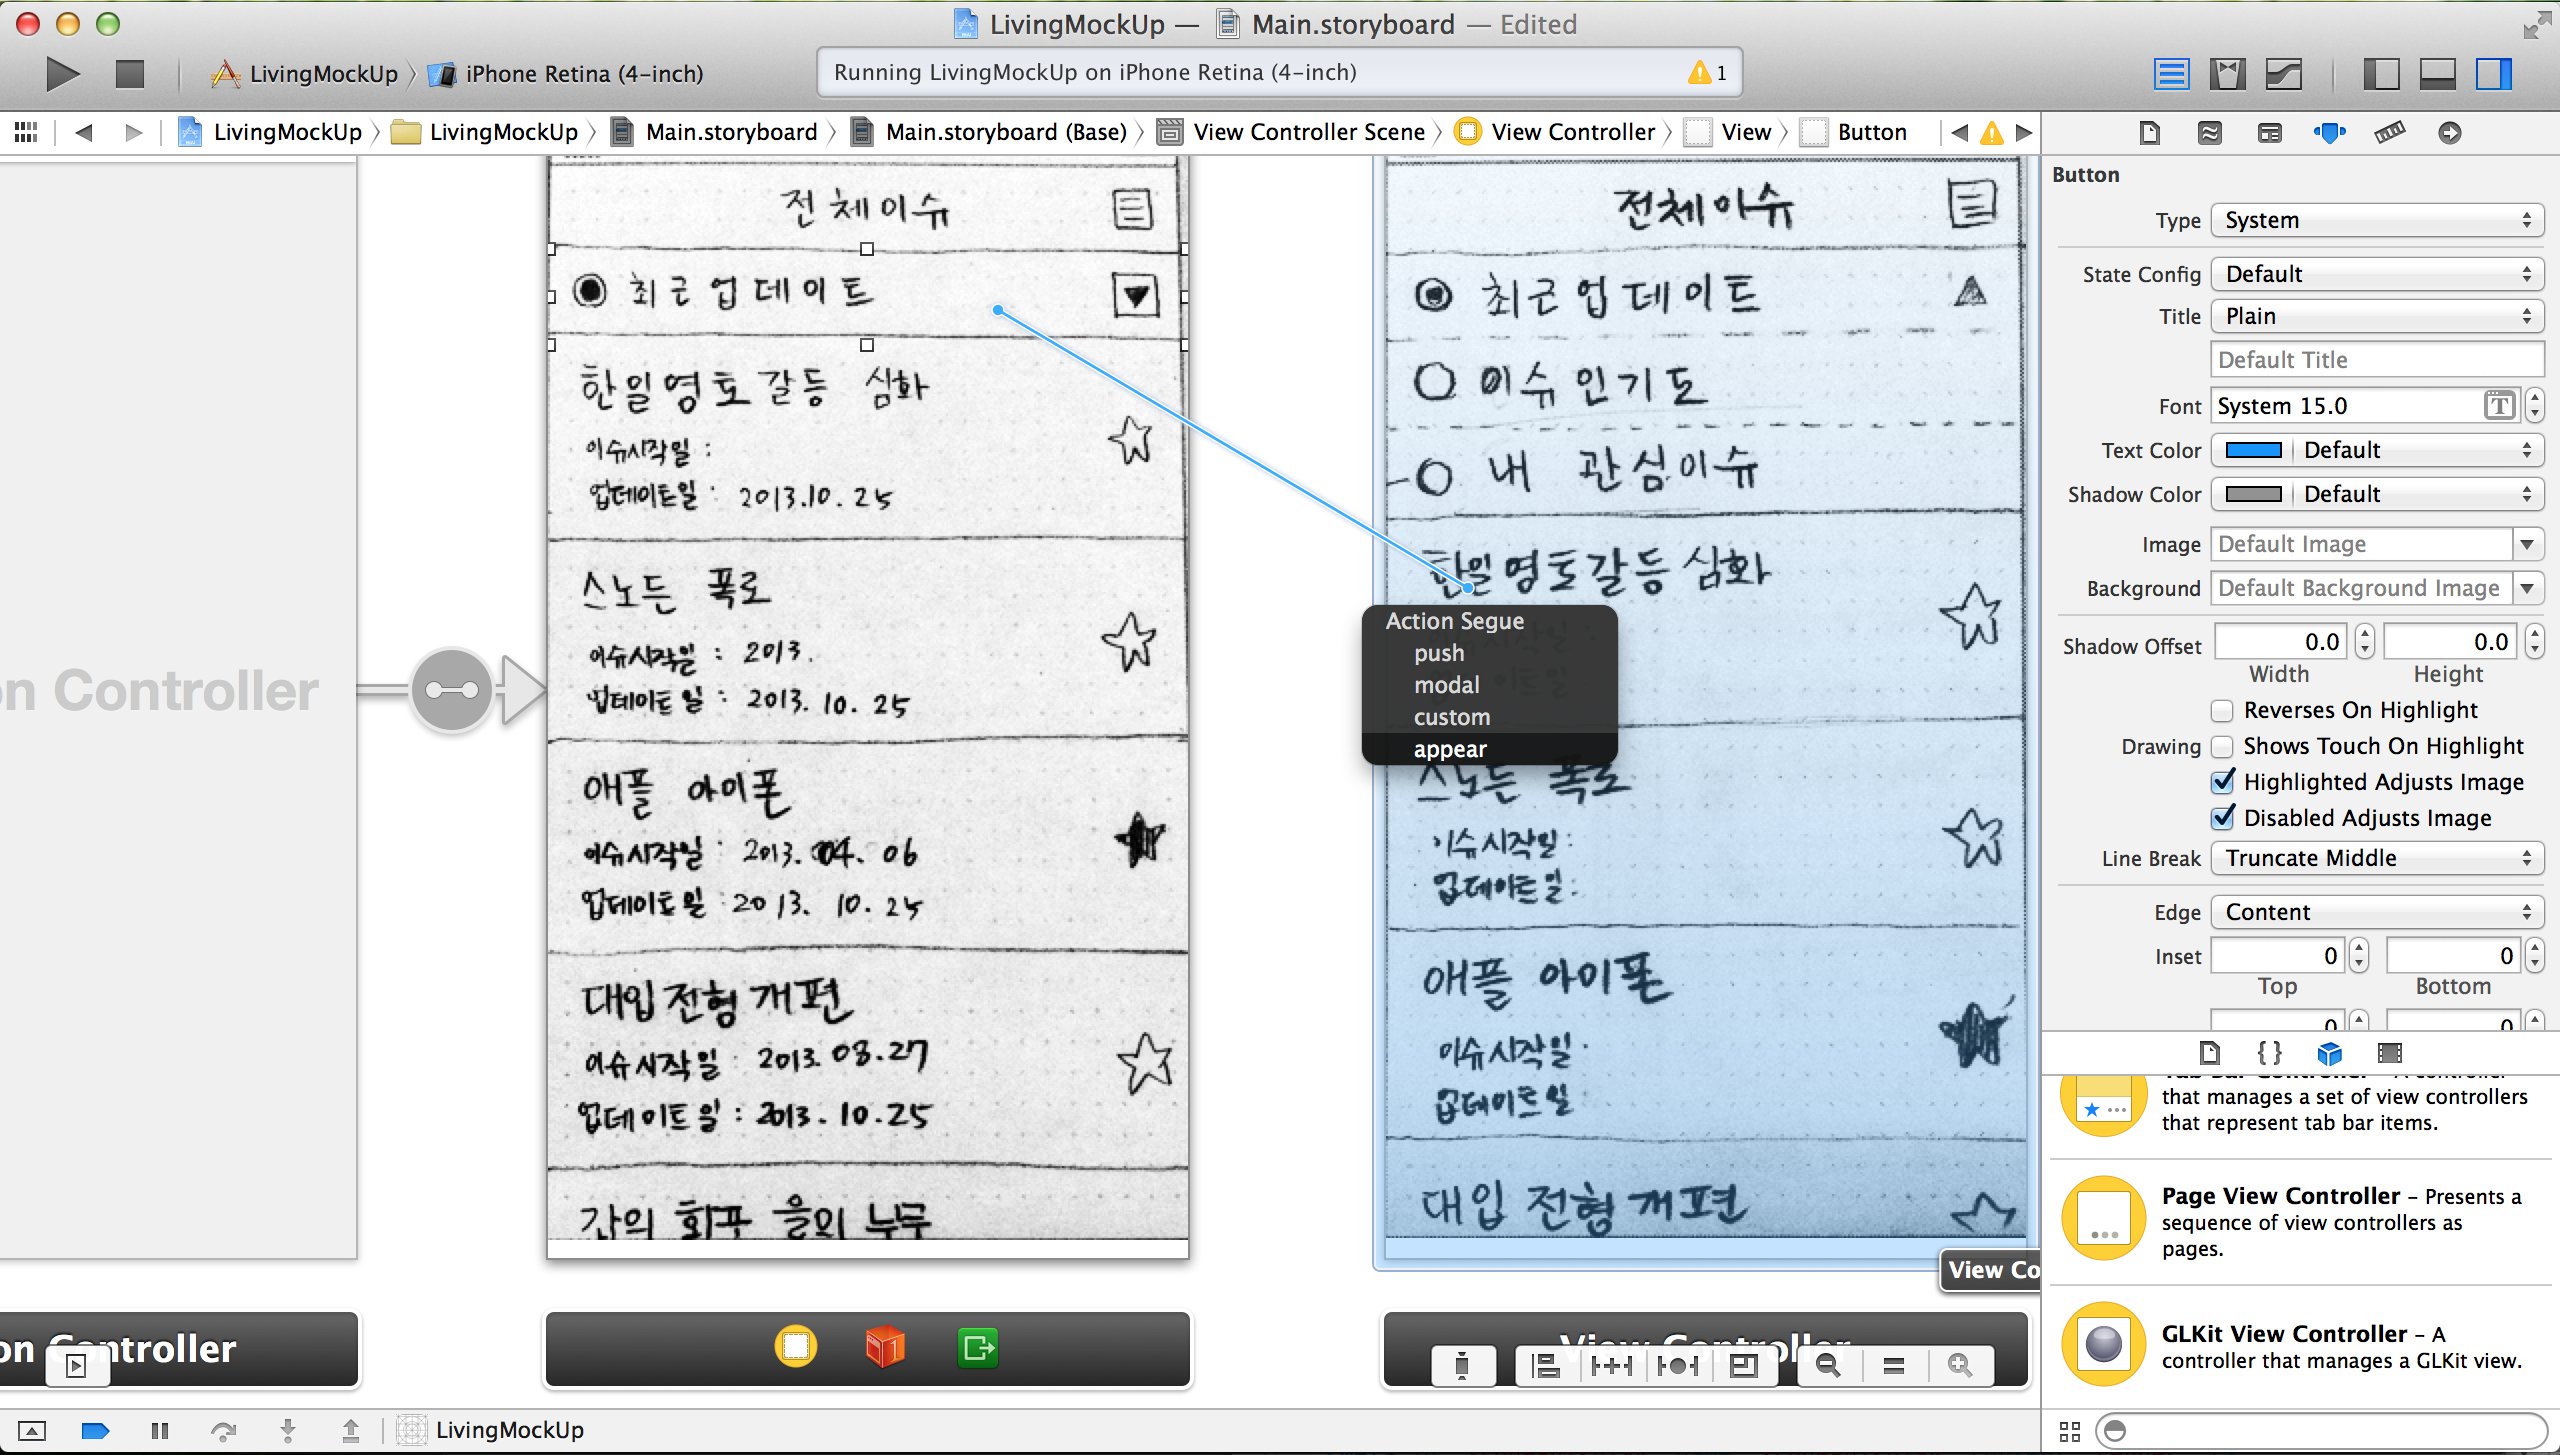 LivingMockUp — Main.storyboard — Edited
LivingMockUp
iPhone Retina (4-inch)
Running LivingMockUp on iPhone Retina (4-inch)
1
LivingMockUp
LivingMockUp
Main.storyboard
Main.storyboard (Base)
View Controller Scene
View Controller
View
Button
on Controller
전체이슈
최근업데이트
한일영토갈등 심화
이슈시작일 :
업데이트일 : 2013.10.25
스노든 폭로
이슈시작일 : 2013.
업데이트일 : 2013. 10. 25
애플 아이폰
이슈시작일 : 2013. 04. 06
업데이트일 : 2013. 10. 25
대입전형개편
이슈시작일 : 2013. 08.27
업데이트일 : 2013.10.25
전체이슈
최근업데이트
이슈인기도
내 관심이슈
한일영토갈등심화
Action Segue
push
modal
custom
appear
스노든 폭로
이슈시작일:
업데이트일:
애플 아이폰
이슈시작일.
업데이트일
대입전형개편
View Co
on Controller
View Controller
LivingMockUp
Button
Type System
State Config Default
Title Plain
Default Title
Font System 15.0
Text Color Default
Shadow Color Default
Image Default Image
Background Default Background Image
Shadow Offset 0.0 0.0
Width Height
Reverses On Highlight
Drawing Shows Touch On Highlight
Highlighted Adjusts Image
Disabled Adjusts Image
Line Break Truncate Middle
Edge Content
Inset 0 0
Top Bottom
0 0
Tab Bar Controller – A controller
that manages a set of view controllers
that represent tab bar items.
Page View Controller – Presents a
sequence of view controllers as
pages.
GLKit View Controller – A
controller that manages a GLKit view.